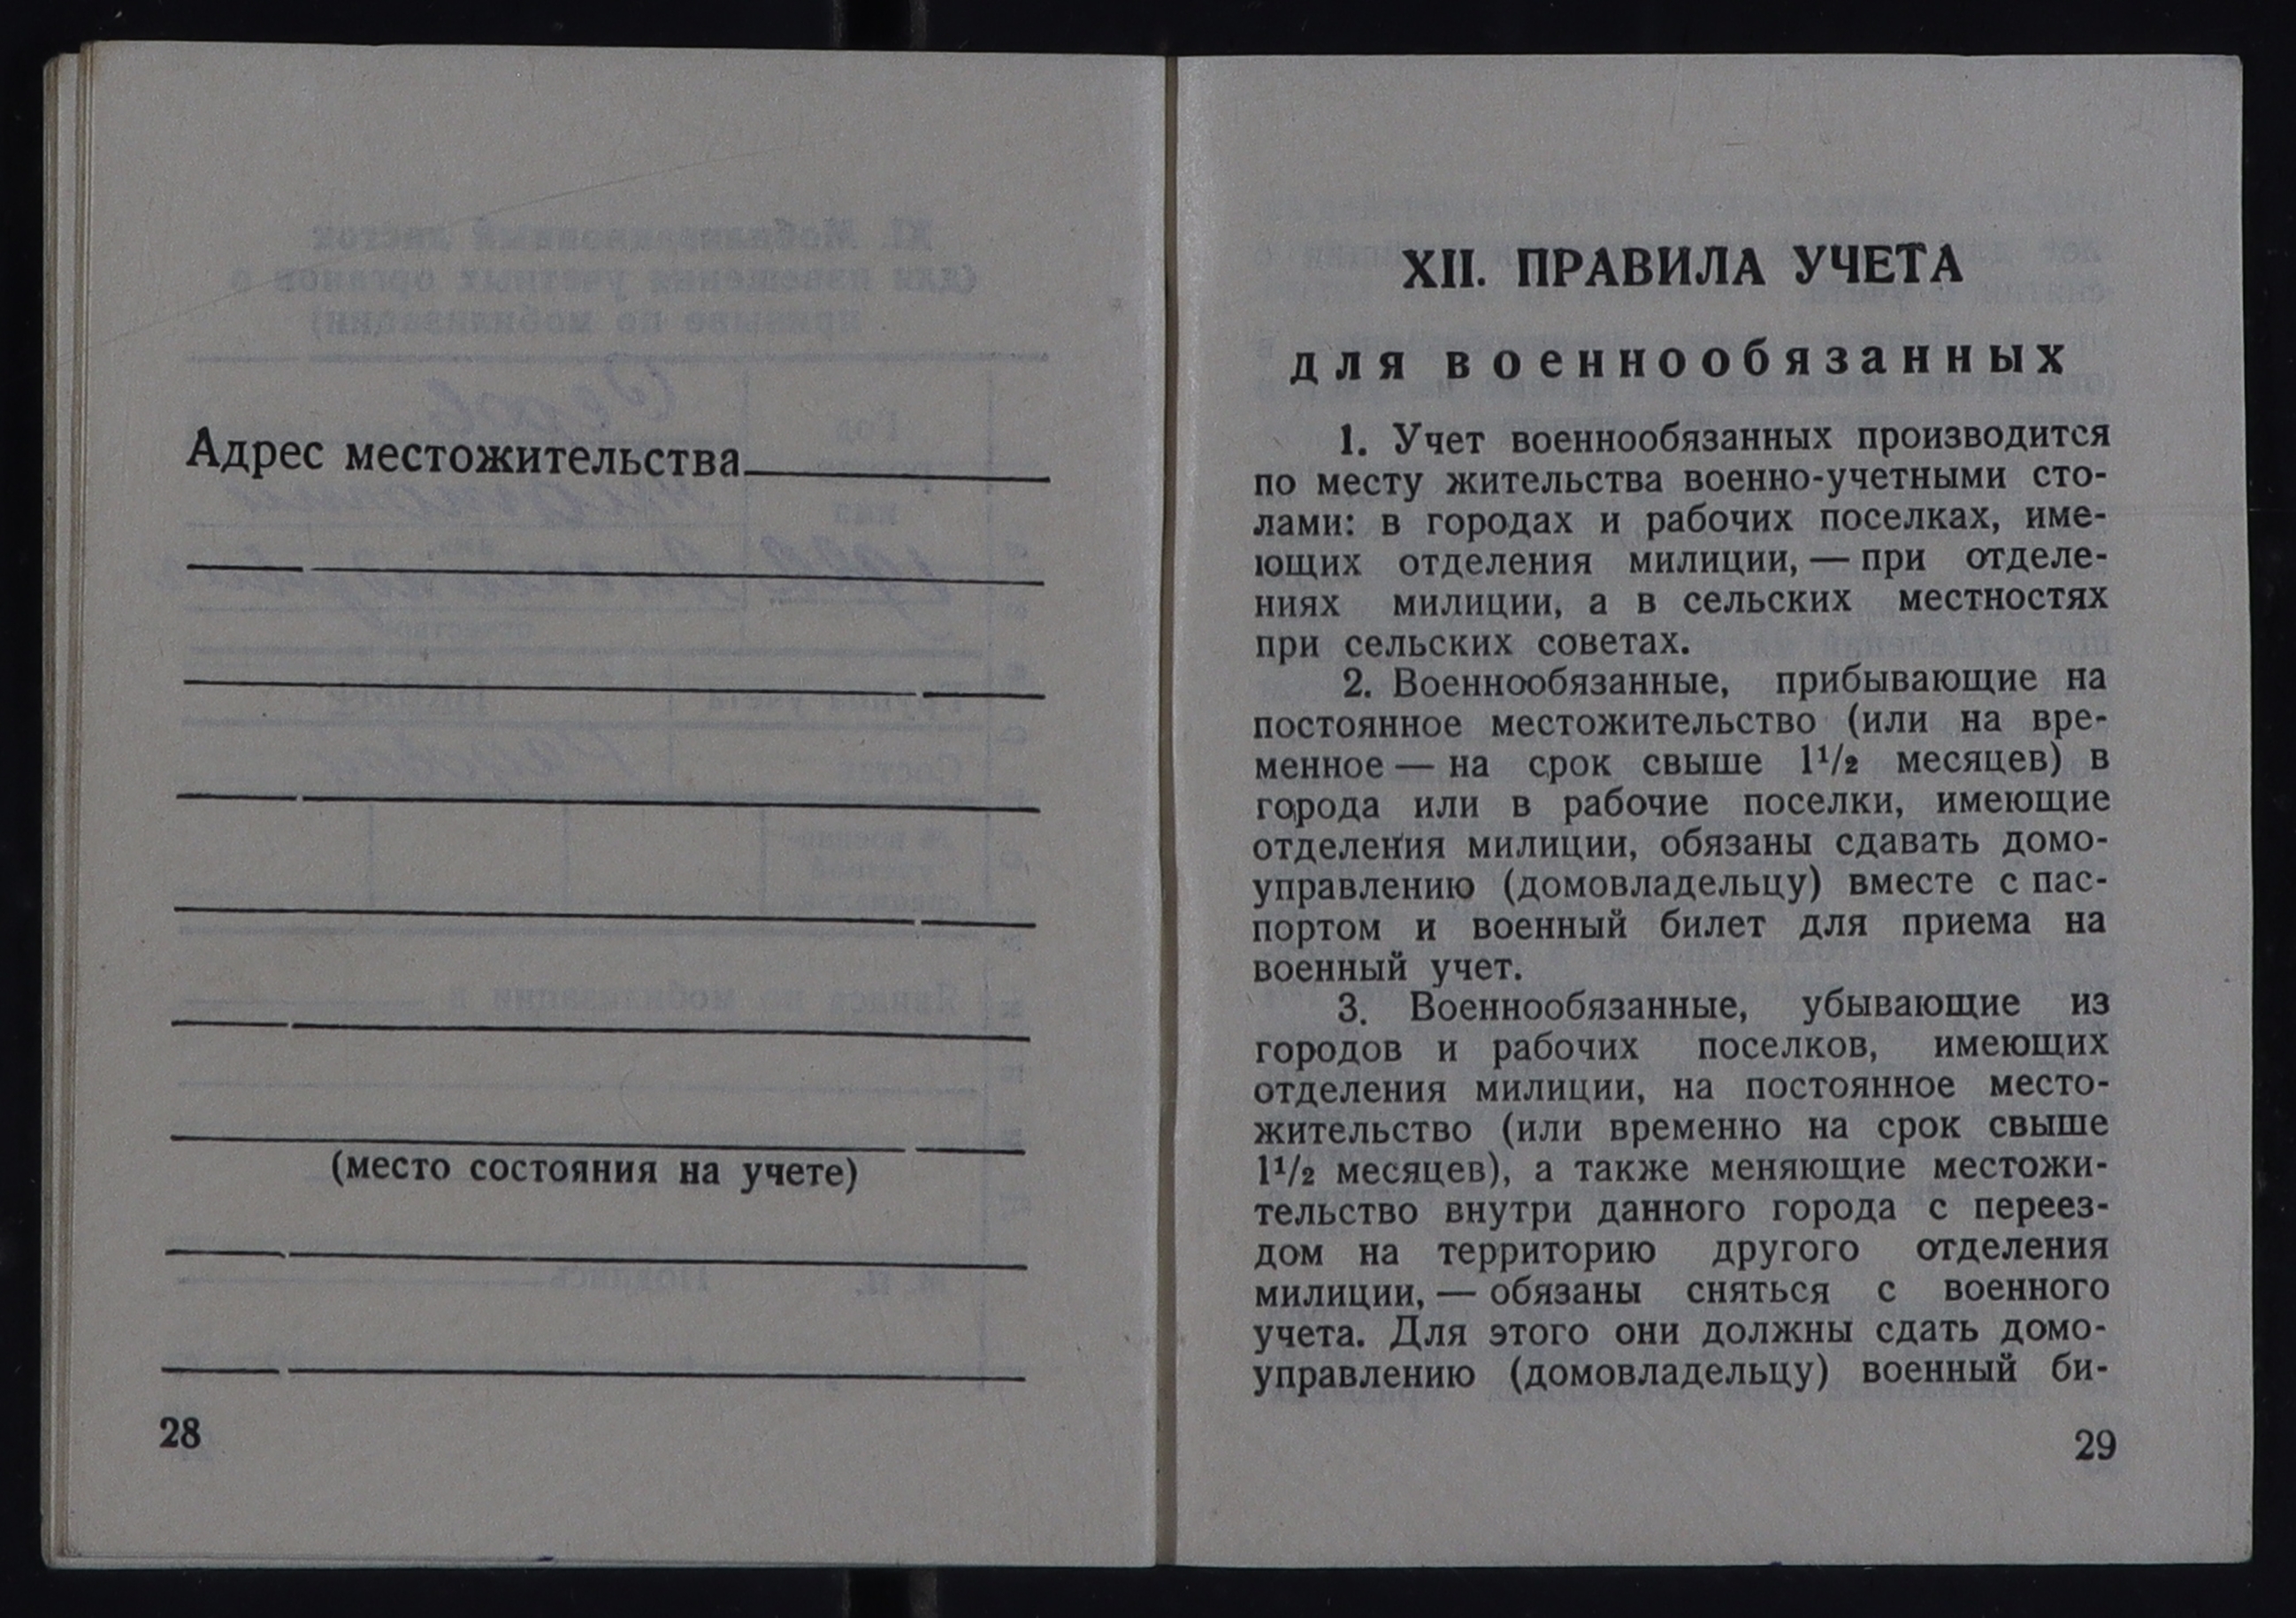 Адрес местожительства
(место состояния на учете)
28
XII. ПРАВИЛА УЧЕТА
для военнообязанных
1. Учет военнообязанных производится
по месту жительства военно-учетными сто-
лами: в городах и рабочих поселках, име-
ющих отделения милиции, — при отделе-
ниях милиции, а в сельских местностях
при сельских советах.
2. Военнообязанные, прибывающие на
постоянное местожительство (или на вре-
менное — на срок свыше 1½ месяцев) в
города или в рабочие поселки, имеющие
отделения милиции, обязаны сдавать домо-
управлению (домовладельцу) вместе с пас-
портом и военный билет для приема на
военный учет.
3. Военнообязанные, убывающие из
городов и рабочих поселков, имеющих
отделения милиции, на постоянное место-
жительство (или временно на срок свыше
1½ месяцев), а также меняющие местожи-
тельство внутри данного города с переез-
дом на территорию другого отделения
милиции, — обязаны сняться с военного
учета. Для этого они должны сдать домо-
управлению (домовладельцу) военный би-
29